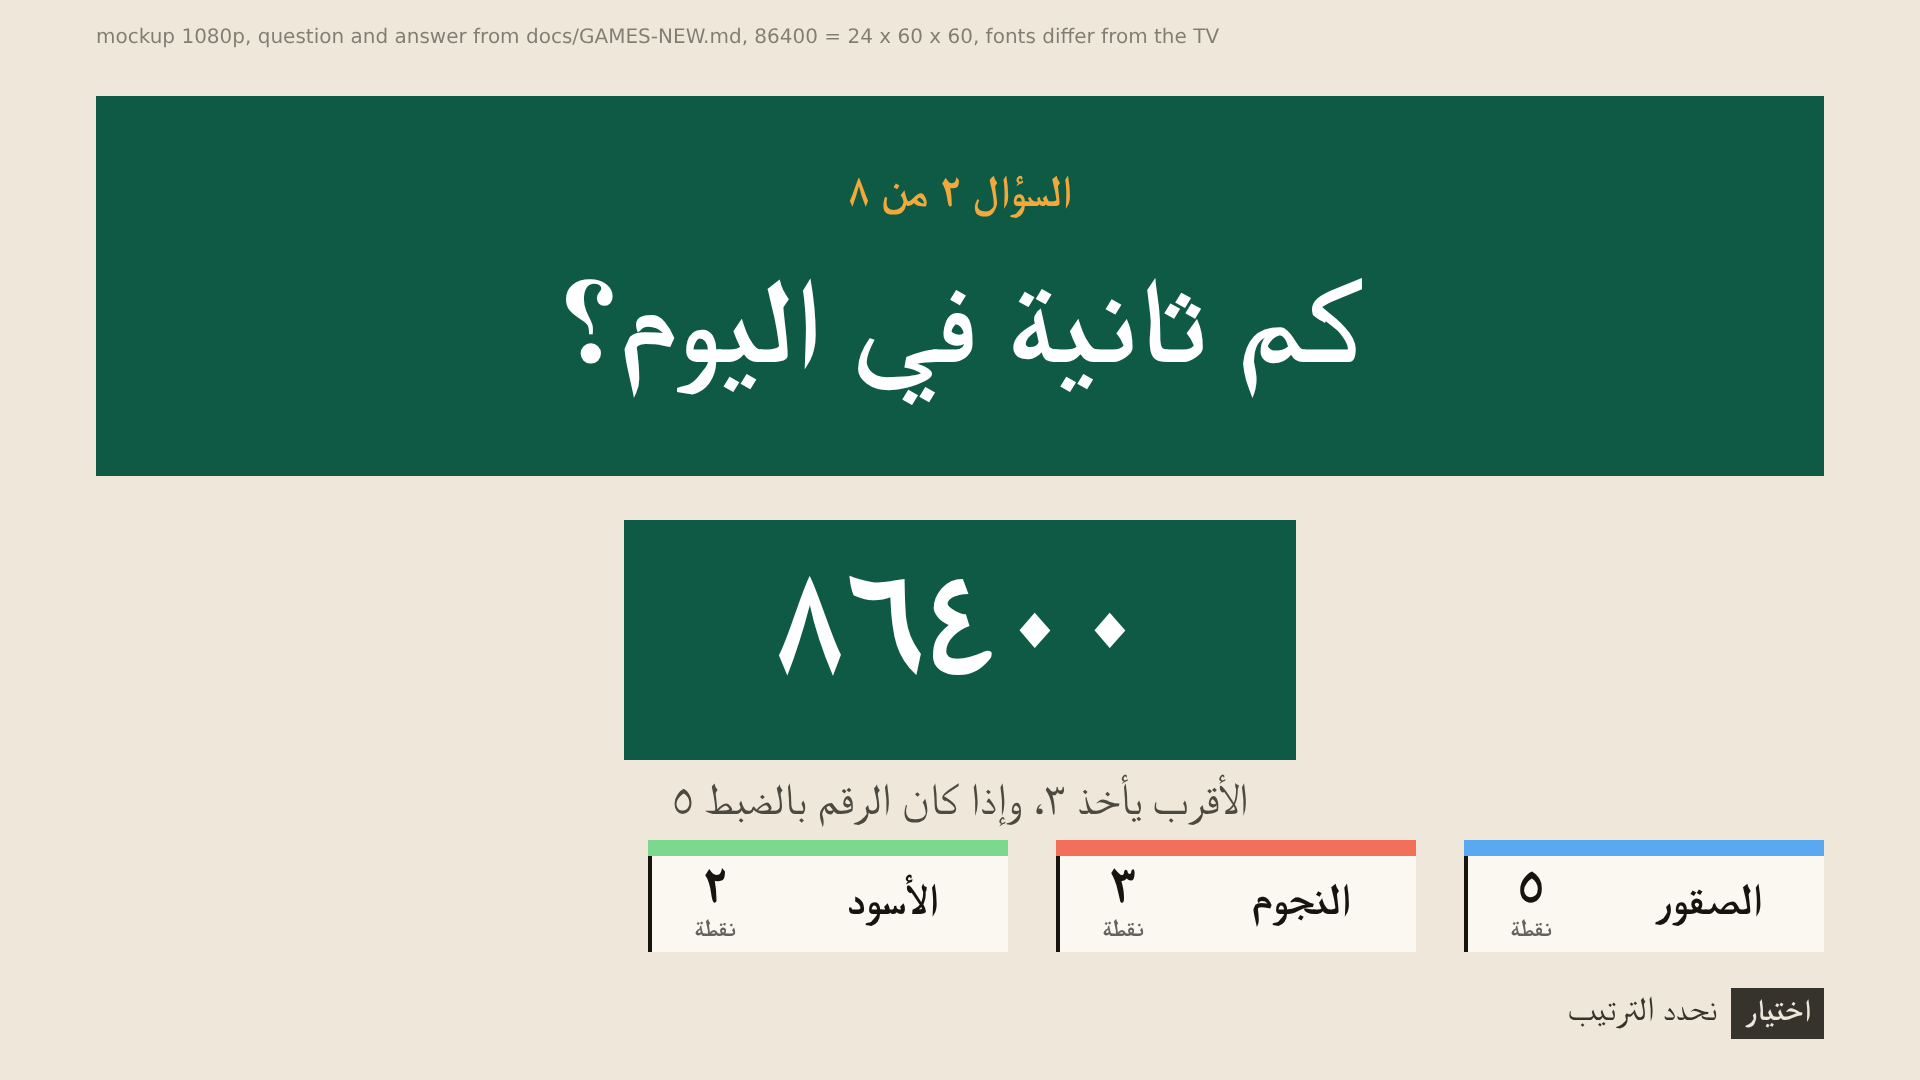 mockup 1080p, question and answer from docs/GAMES-NEW.md, 86400 = 24 x 60 x 60, fonts differ from the TV
السؤال ٢ من ٨
كم ثانية في اليوم؟
٨٦٤٠٠
الأقرب يأخذ ٣، وإذا كان الرقم بالضبط ٥
الصقور ٥ نقطة
النجوم ٣ نقطة
الأسود ٢ نقطة
اختيار نحدد الترتيب